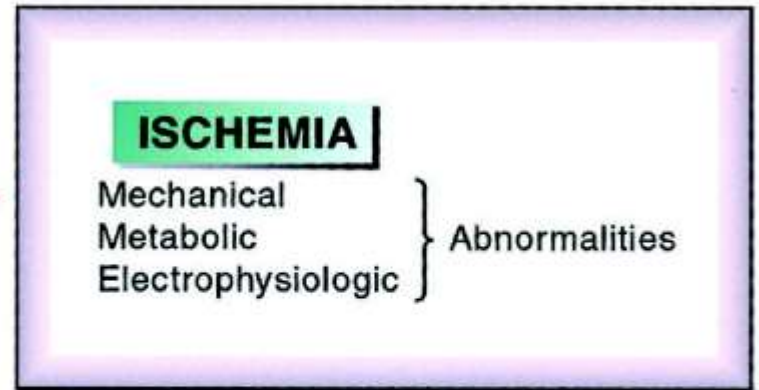 ISCHEMIA
Mechanical
Metabolic
Electrophysiologic
Abnormalities